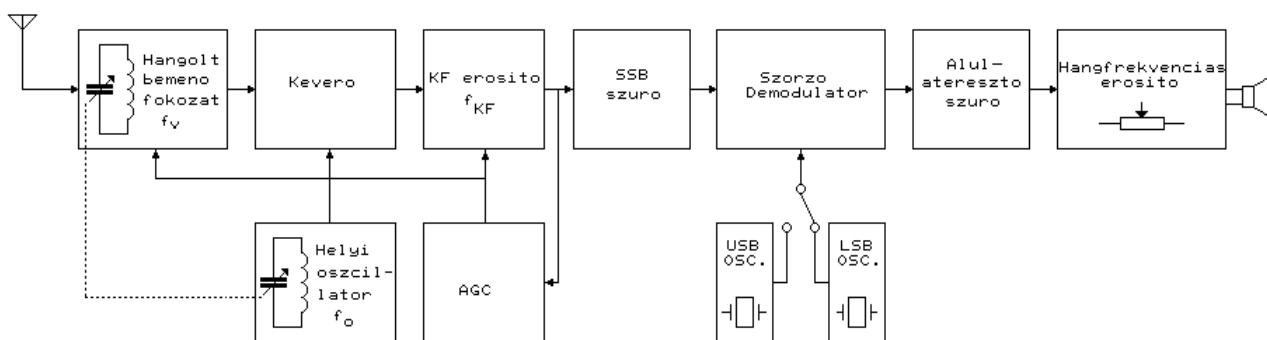 Hangolt
bemeno
fokozat
fv
Kevero
KF erosito
fKF
SSB
szuro
Szorzo
Demodulator
Alul-
atereszto
szuro
Hangfrekvencias
erosito
Helyi
oszcil-
lator
fo
AGC
USB
OSC.
LSB
OSC.